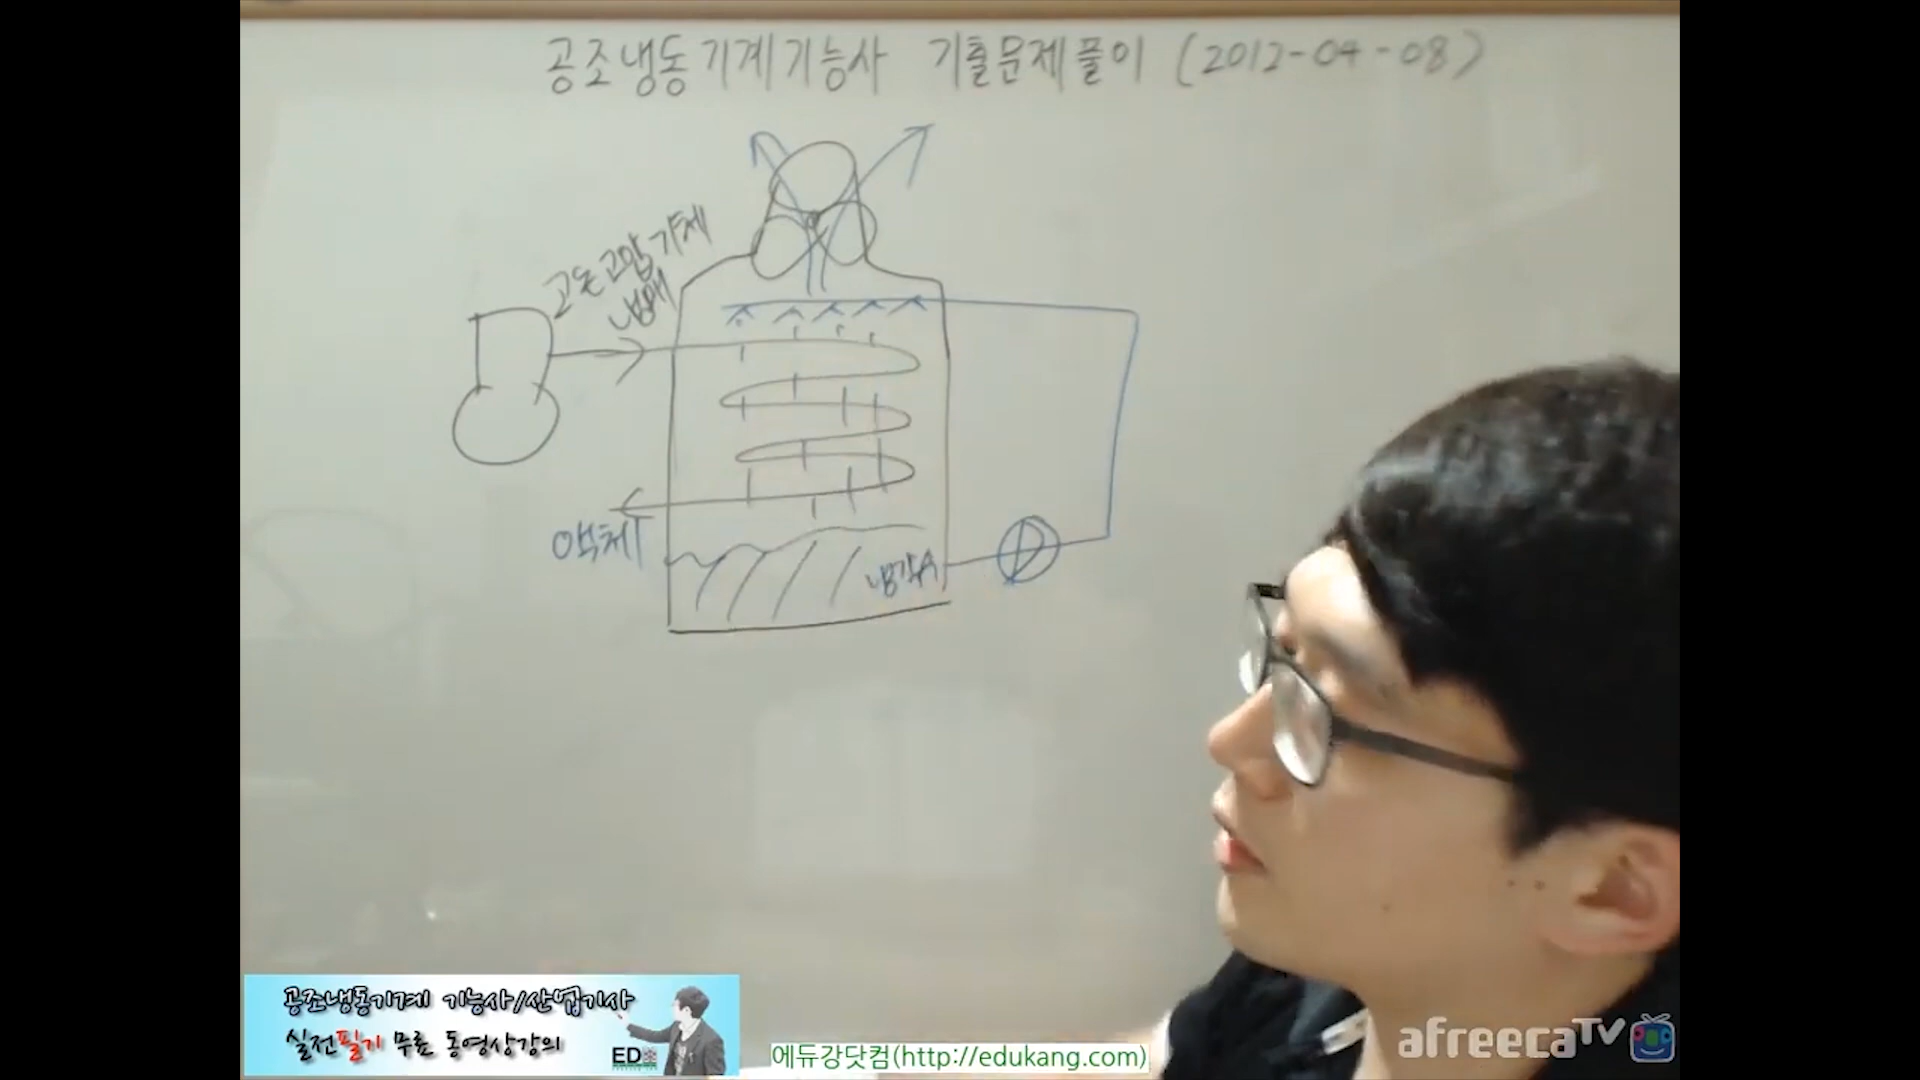 공조냉동기계기능사 기출문제풀이 (2012-04-08)
고온고압기체
냉매
액체
냉각수
공조냉동기계 기능사/산업기사
실전필기 무료 동영상강의
EDU
에듀강닷컴(http://edukang.com)
afreecaTV